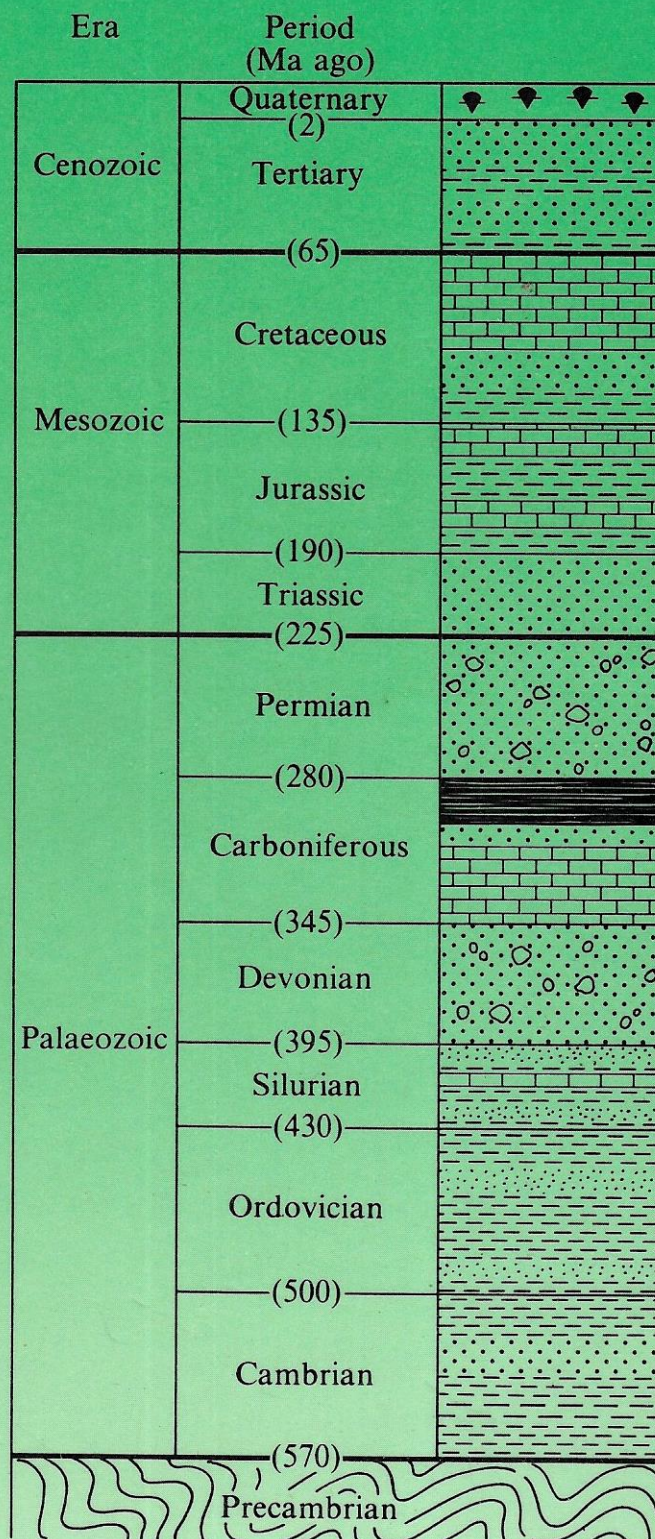 Era Period
(Ma ago)
Quaternary
(2)
Cenozoic
Tertiary
(65)
Cretaceous
Mesozoic
(135)
Jurassic
(190)
Triassic
(225)
Permian
(280)
Carboniferous
(345)
Devonian
Palaeozoic
(395)
Silurian
(430)
Ordovician
(500)
Cambrian
(570)
Precambrian